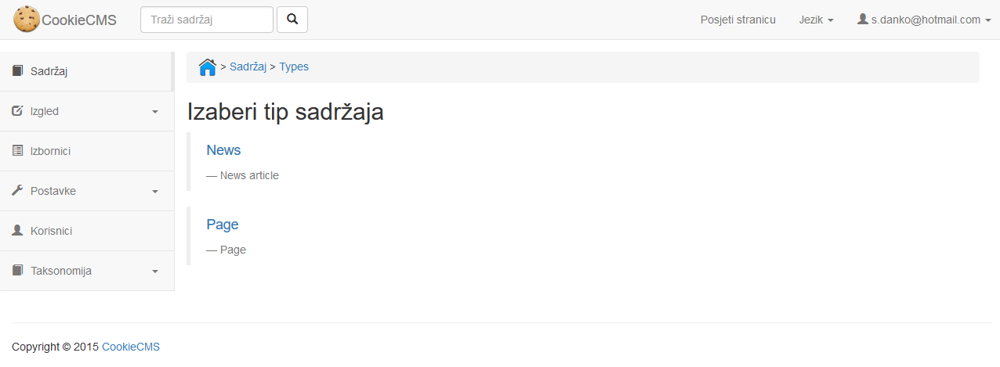 CookieCMS Traži sadržaj Posjeti stranicu Jezik s.danko@hotmail.com
Sadržaj
Izgled
Izbornici
Postavke
Korisnici
Taksonomija
> Sadržaj > Types
Izaberi tip sadržaja
News
— News article
Page
— Page
Copyright © 2015 CookieCMS